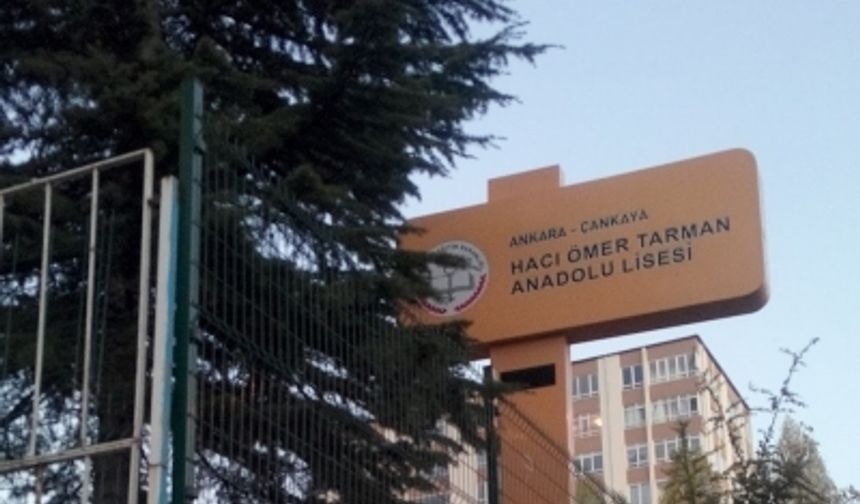 ANKARA - ÇANKAYA
HACI ÖMER TARMAN
ANADOLU LİSESİ